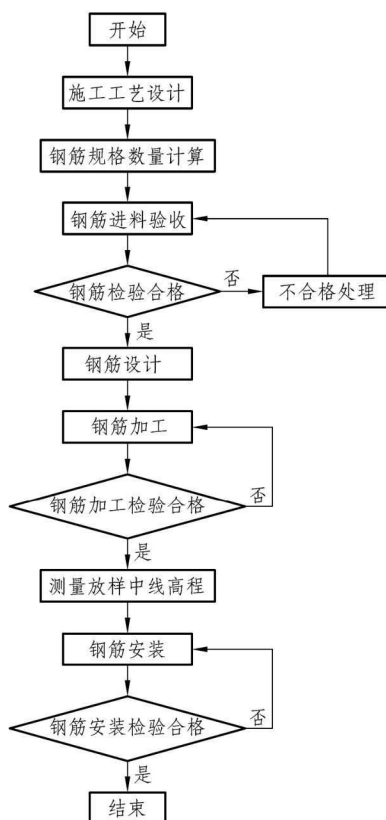 开始
施工工艺设计
钢筋规格数量计算
钢筋进料验收
钢筋检验合格
否
不合格处理
是
钢筋设计
钢筋加工
钢筋加工检验合格
否
是
测量放样中线高程
钢筋安装
钢筋安装检验合格
否
是
结束